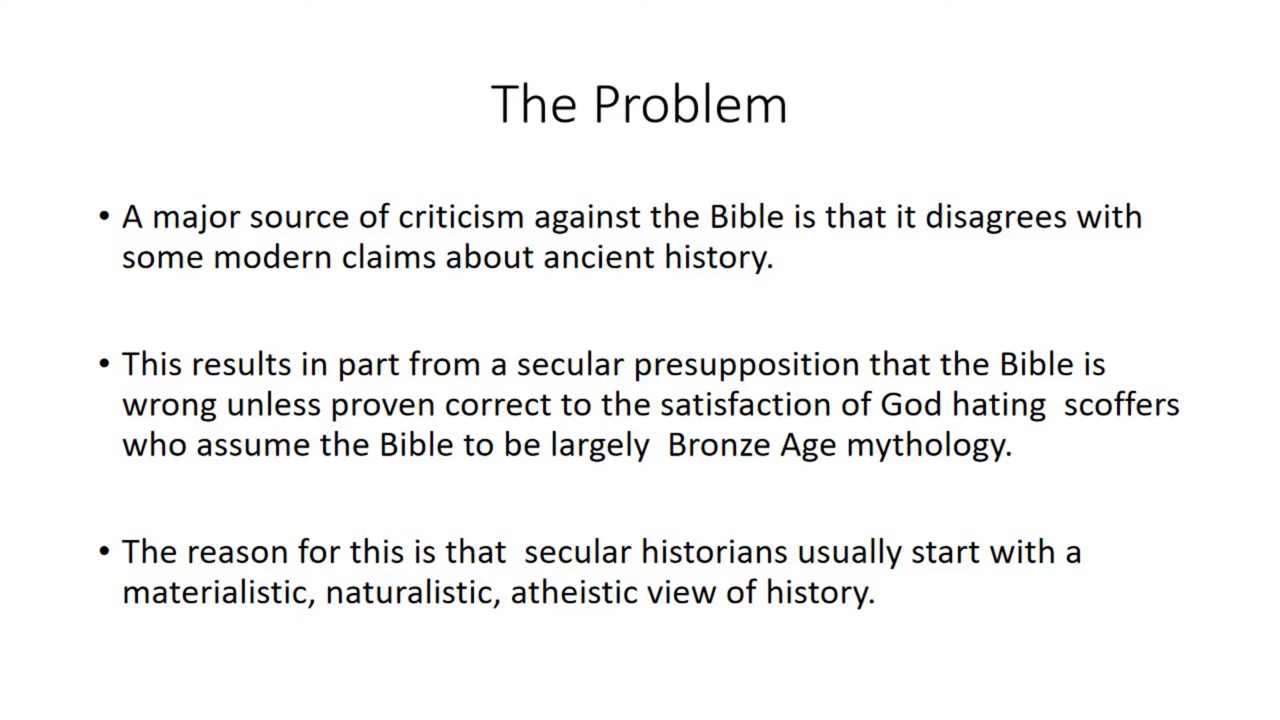 The Problem
• A major source of criticism against the Bible is that it disagrees with
some modern claims about ancient history.
• This results in part from a secular presupposition that the Bible is
wrong unless proven correct to the satisfaction of God hating  scoffers
who assume the Bible to be largely  Bronze Age mythology.
• The reason for this is that  secular historians usually start with a
materialistic, naturalistic, atheistic view of history.